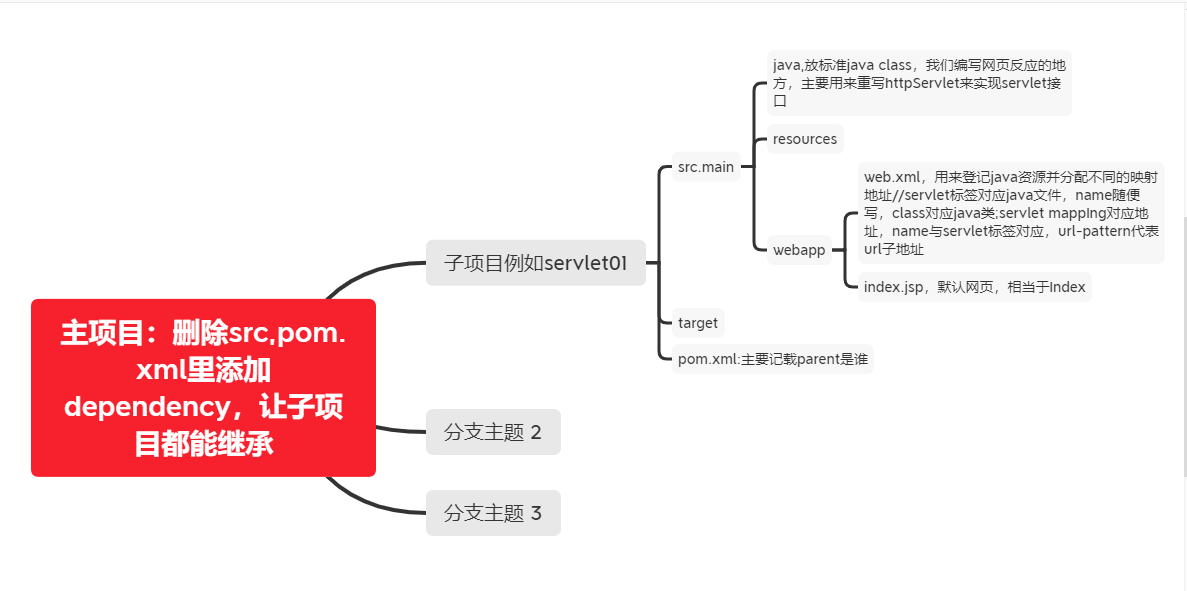 java,放标准java class，我们编写网页反应的地
方，主要用来重写httpServlet来实现servlet接
口
resources
src.main
web.xml，用来登记java资源并分配不同的映射
地址//servlet标签对应java文件，name随便
写，class对应java类;servlet mapping对应地
址，name与servlet标签对应，url-pattern代表
url子地址
webapp
index.jsp，默认网页，相当于Index
子项目例如servlet01
target
pom.xml:主要记载parent是谁
主项目：删除src,pom.
xml里添加
dependency，让子项
目都能继承
分支主题 2
分支主题 3